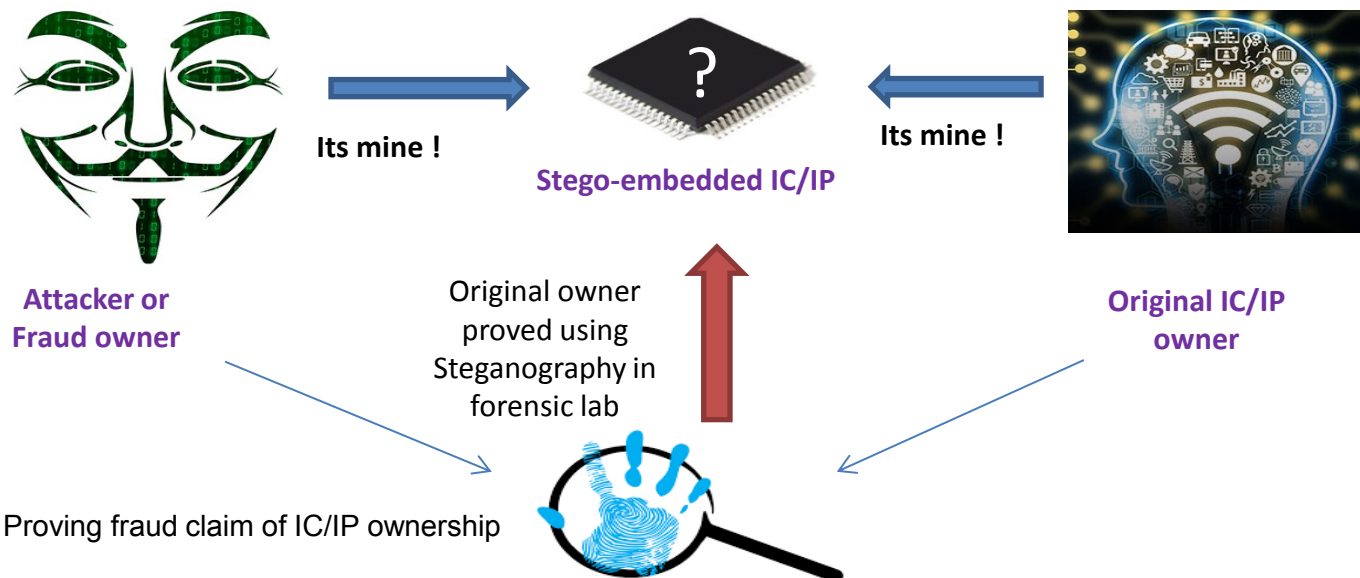 ?
Its mine !
Its mine !
Stego-embedded IC/IP
Attacker or
Fraud owner
Original owner
proved using
Steganography in
forensic lab
Original IC/IP
owner
Proving fraud claim of IC/IP ownership